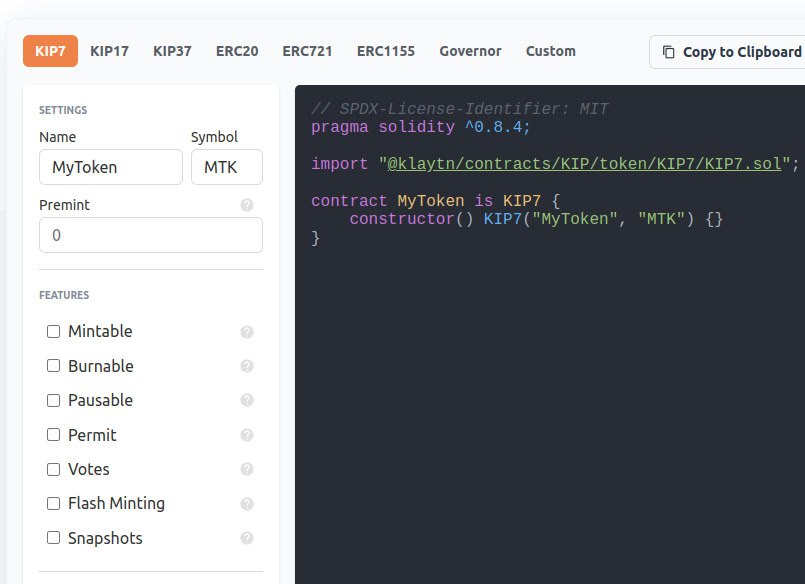 KIP7 KIP17 KIP37 ERC20 ERC721 ERC1155 Governor Custom Copy to Clipboard
SETTINGS
Name Symbol
MyToken MTK
Premint ?
0
FEATURES
Mintable ?
Burnable ?
Pausable ?
Permit ?
Votes ?
Flash Minting ?
Snapshots ?
// SPDX-License-Identifier: MIT
pragma solidity ^0.8.4;
import "@klaytn/contracts/KIP/token/KIP7/KIP7.sol";
contract MyToken is KIP7 {
    constructor() KIP7("MyToken", "MTK") {}
}